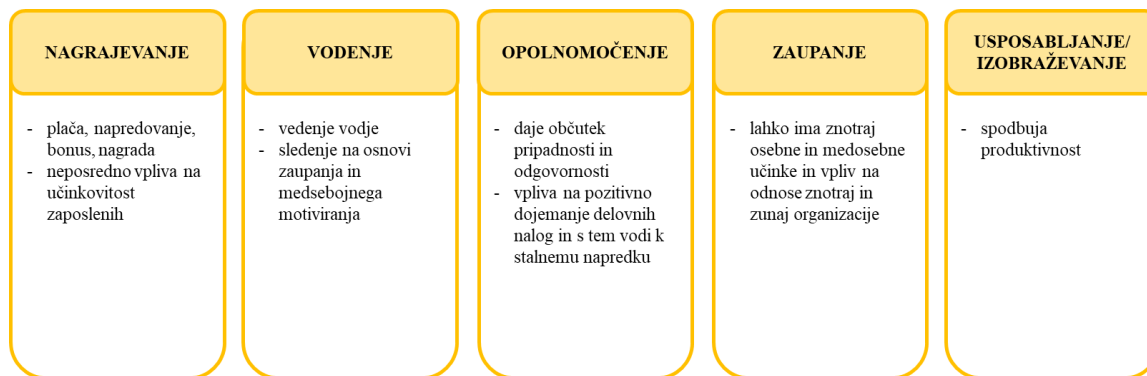 NAGRAJEVANJE
- plača, napredovanje,
bonus, nagrada
- neposredno vpliva na
učinkovitost
zaposlenih
VODENJE
- vedenje vodje
- sledenje na osnovi
zaupanja in
medsebojnega
motiviranja
OPOLNOMOČENJE
- daje občutek
pripadnosti in
odgovornosti
- vpliva na pozitivno
dojemanje delovnih
nalog in s tem vodi k
stalnemu napredku
ZAUPANJE
- lahko ima znotraj
osebne in medosebne
učinke in vpliv na
odnose znotraj in
zunaj organizacije
USPOSABLJANJE/
IZOBRAŽEVANJE
- spodbuja
produktivnost